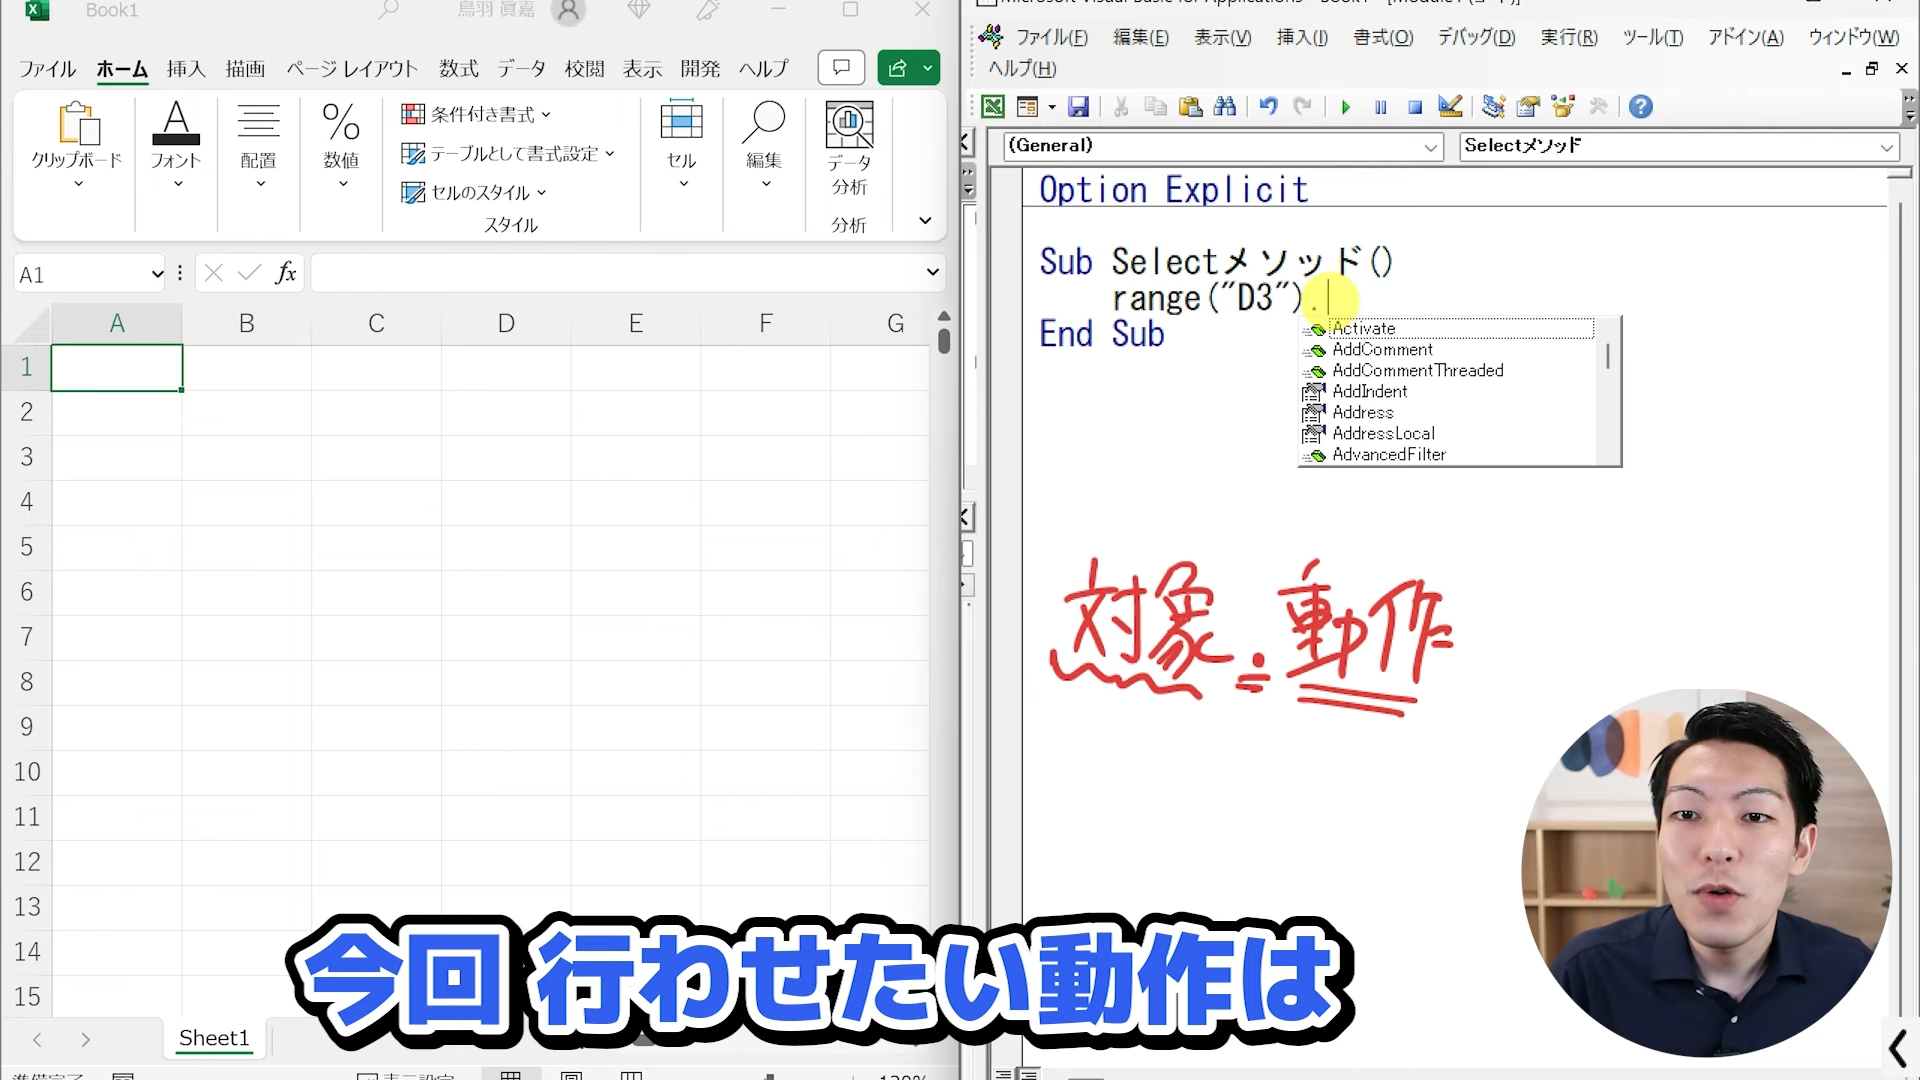 Book1
鳥羽 眞嘉
ファイル ホーム 挿入 描画 ページ レイアウト 数式 データ 校閲 表示 開発 ヘルプ
クリップボード
フォント
配置
数値
条件付き書式
テーブルとして書式設定
セルのスタイル
スタイル
セル
編集
データ
分析
分析
A1
fx
A B C D E F G
1
2
3
4
5
6
7
8
9
10
11
12
13
14
15
Sheet1
ファイル(F) 編集(E) 表示(V) 挿入(I) 書式(O) デバッグ(D) 実行(R) ツール(T) アドイン(A) ウィンドウ(W)
ヘルプ(H)
(General)
Selectメソッド
Option Explicit
Sub Selectメソッド()
range("D3").
End Sub
Activate
AddComment
AddCommentThreaded
AddIndent
Address
AddressLocal
AdvancedFilter
対象.動作
今回 行わせたい動作は